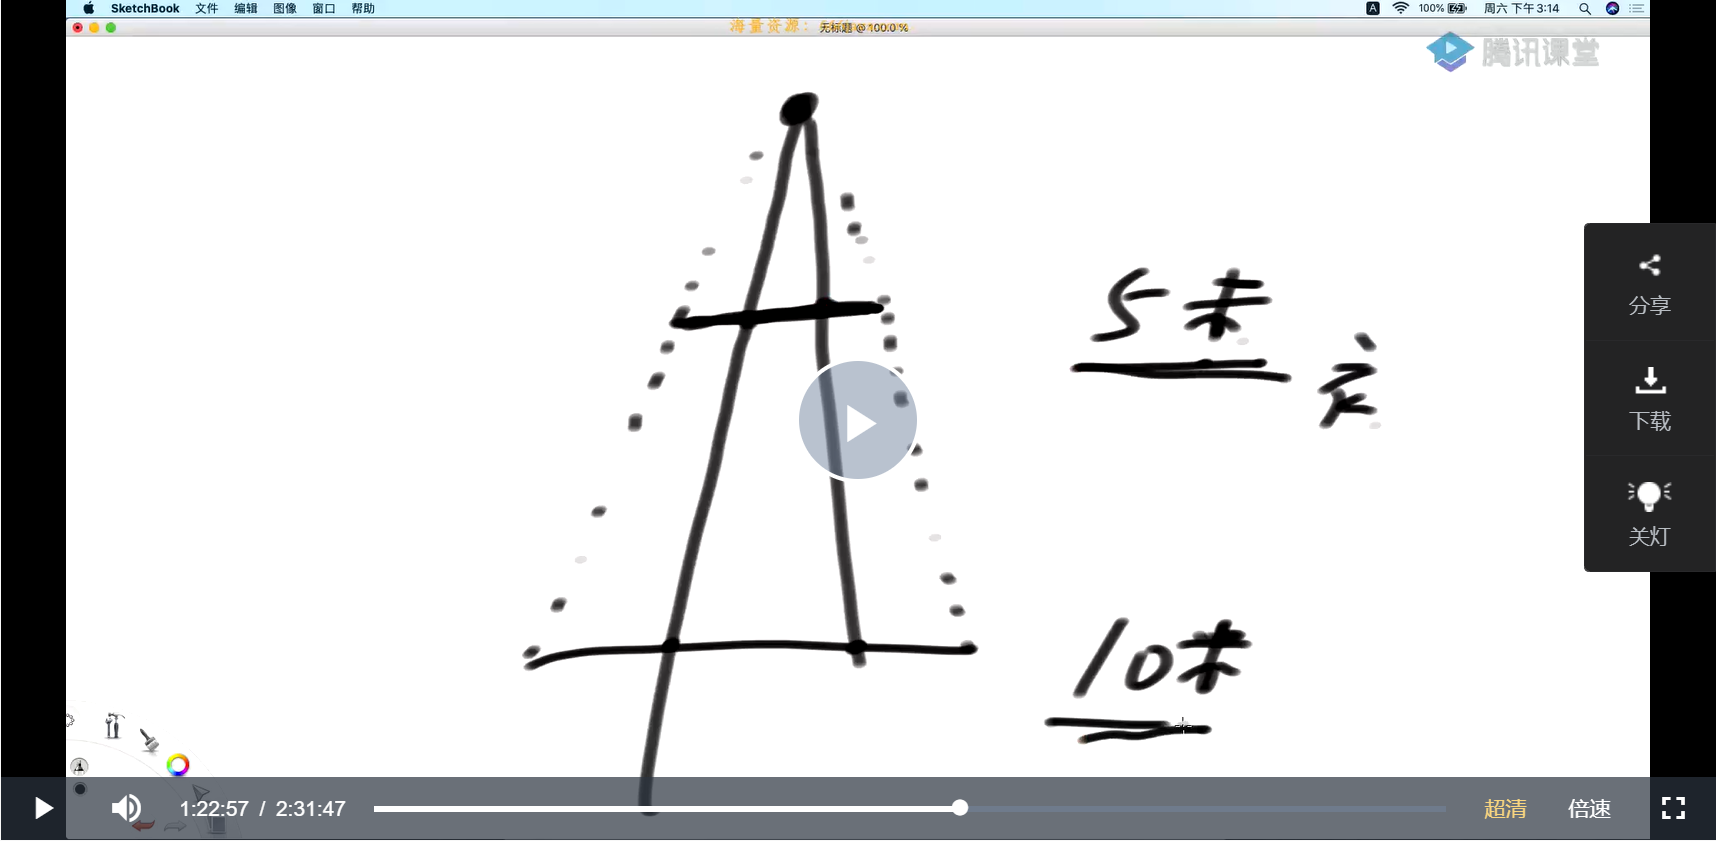 SketchBook 文件 编辑 图像 窗口 帮助
A 100% 周六 下午3:14
海量资源:
无标题 @ 100.0 %
腾讯课堂
5米
10米
分享
下载
关灯
1:22:57 / 2:31:47
超清 倍速